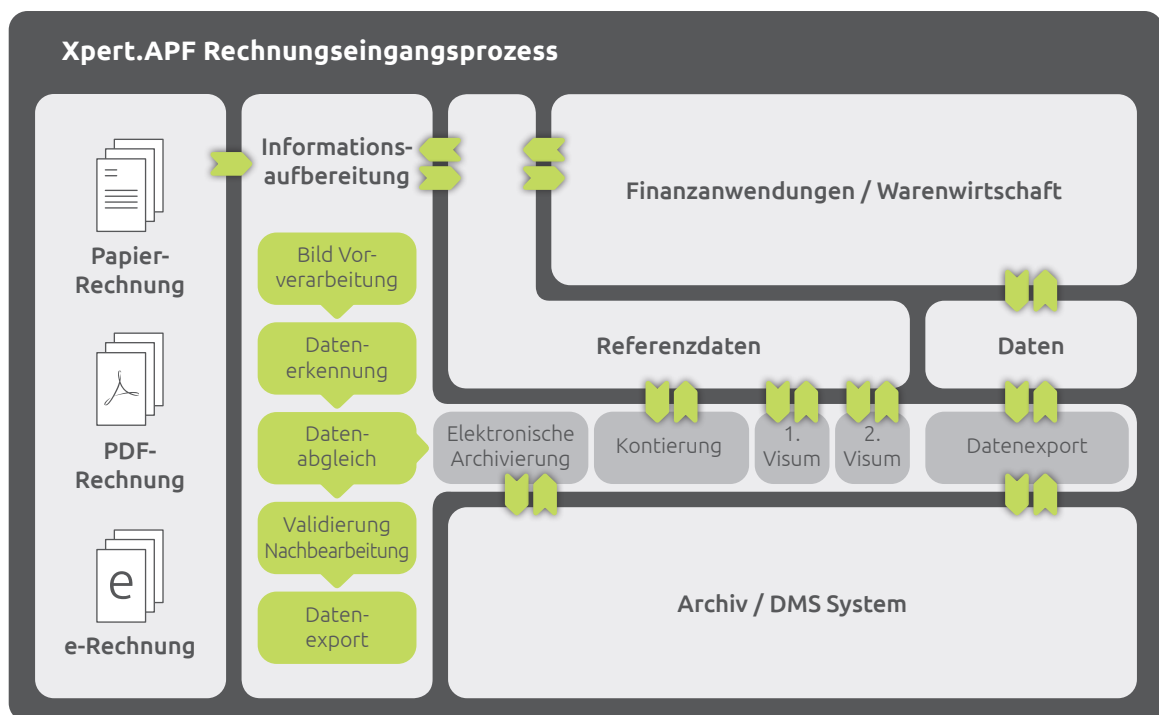 Xpert.APF Rechnungseingangsprozess
Papier-
Rechnung
PDF-
Rechnung
e
e-Rechnung
Informations-
aufbereitung
Bild Vor-
verarbeitung
Daten-
erkennung
Daten-
abgleich
Validierung
Nachbearbeitung
Daten-
export
Finanzanwendungen / Warenwirtschaft
Referenzdaten
Daten
Elektronische
Archivierung
Kontierung
1.
Visum
2.
Visum
Datenexport
Archiv / DMS System